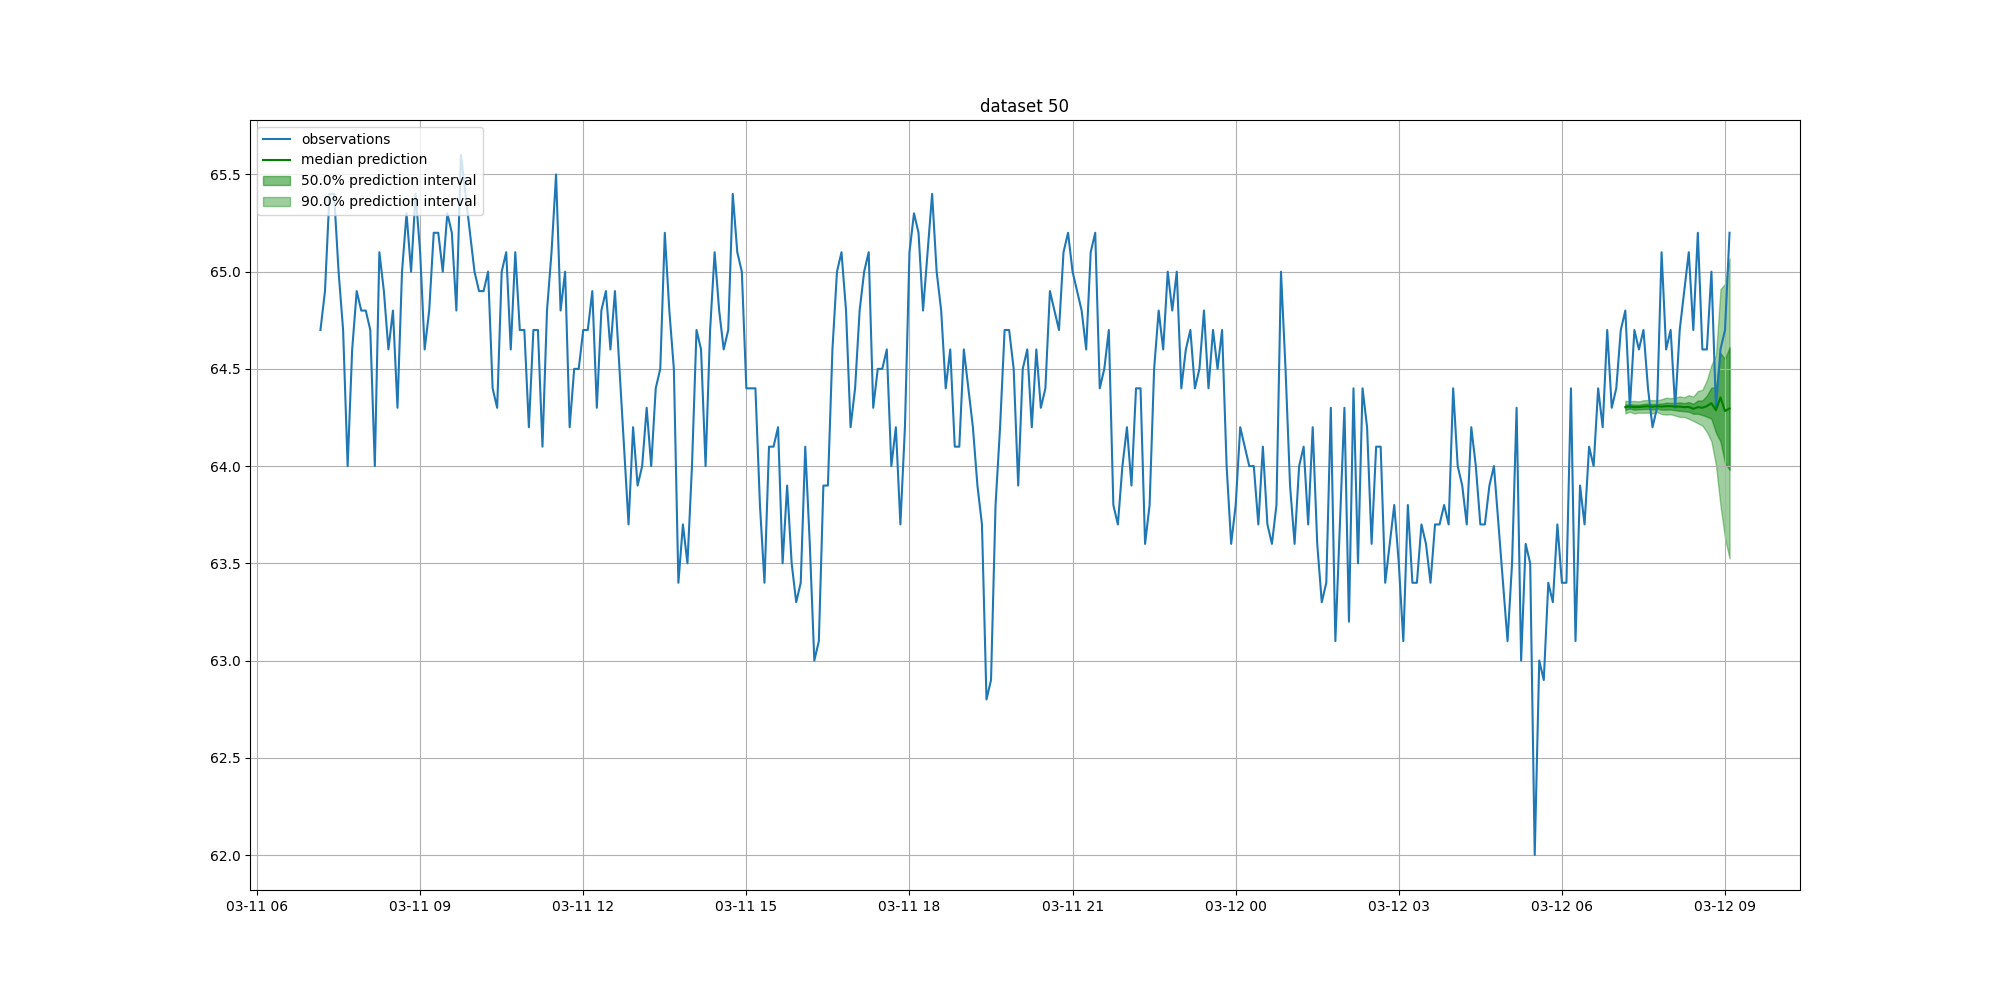 dataset 50
observations
median prediction
50.0% prediction interval
90.0% prediction interval
65.5
65.0
64.5
64.0
63.5
63.0
62.5
62.0
03-11 06 03-11 09 03-11 12 03-11 15 03-11 18 03-11 21 03-12 00 03-12 03 03-12 06 03-12 09